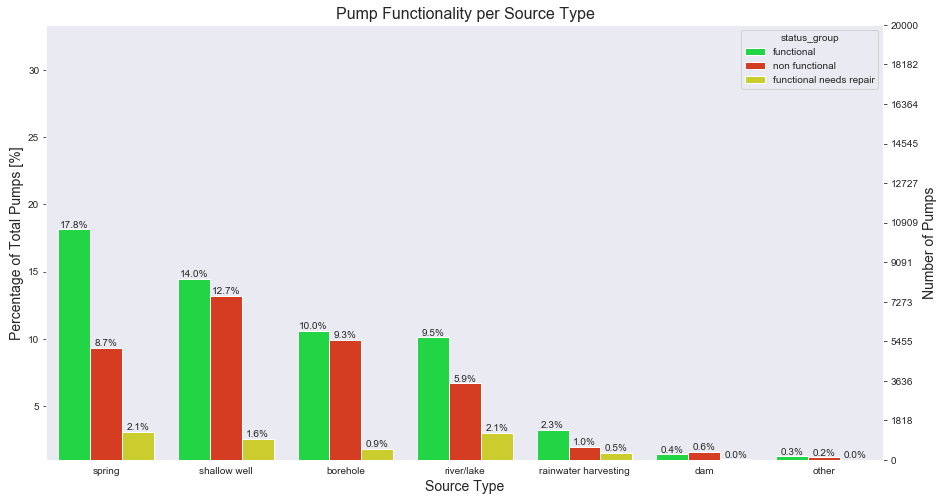 Pump Functionality per Source Type
Percentage of Total Pumps [%]
30
25
20
15
10
5
status_group
functional
non functional
functional needs repair
17.8%
8.7%
2.1%
14.0%
12.7%
1.6%
10.0%
9.3%
0.9%
9.5%
5.9%
2.1%
2.3%
1.0%
0.5%
0.4%
0.6%
0.0%
0.3%
0.2%
0.0%
20000
18182
16364
14545
12727
10909
9091
7273
5455
3636
1818
0
Number of Pumps
spring
shallow well
borehole
river/lake
rainwater harvesting
dam
other
Source Type